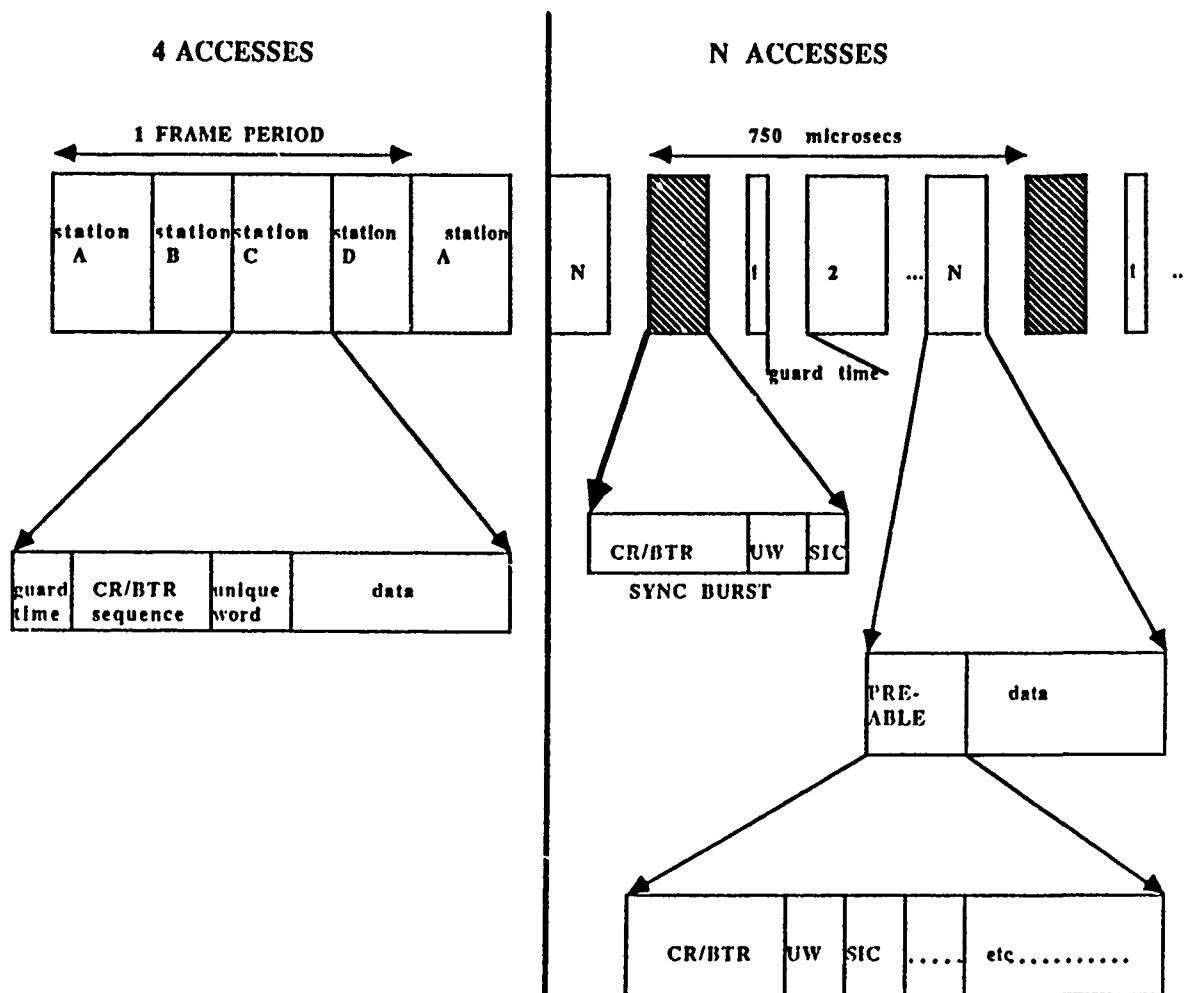 4 ACCESSES
1 FRAME PERIOD
station A
station B
station C
station D
station A
guard time
CR/BTR sequence
unique word
data
N ACCESSES
750 microsecs
N
1
2
...
N
1
..
guard time
CR/BTR
UW
SIC
SYNC BURST
PRE-
ABLE
data
CR/BTR
UW
SIC
.....
etc...........